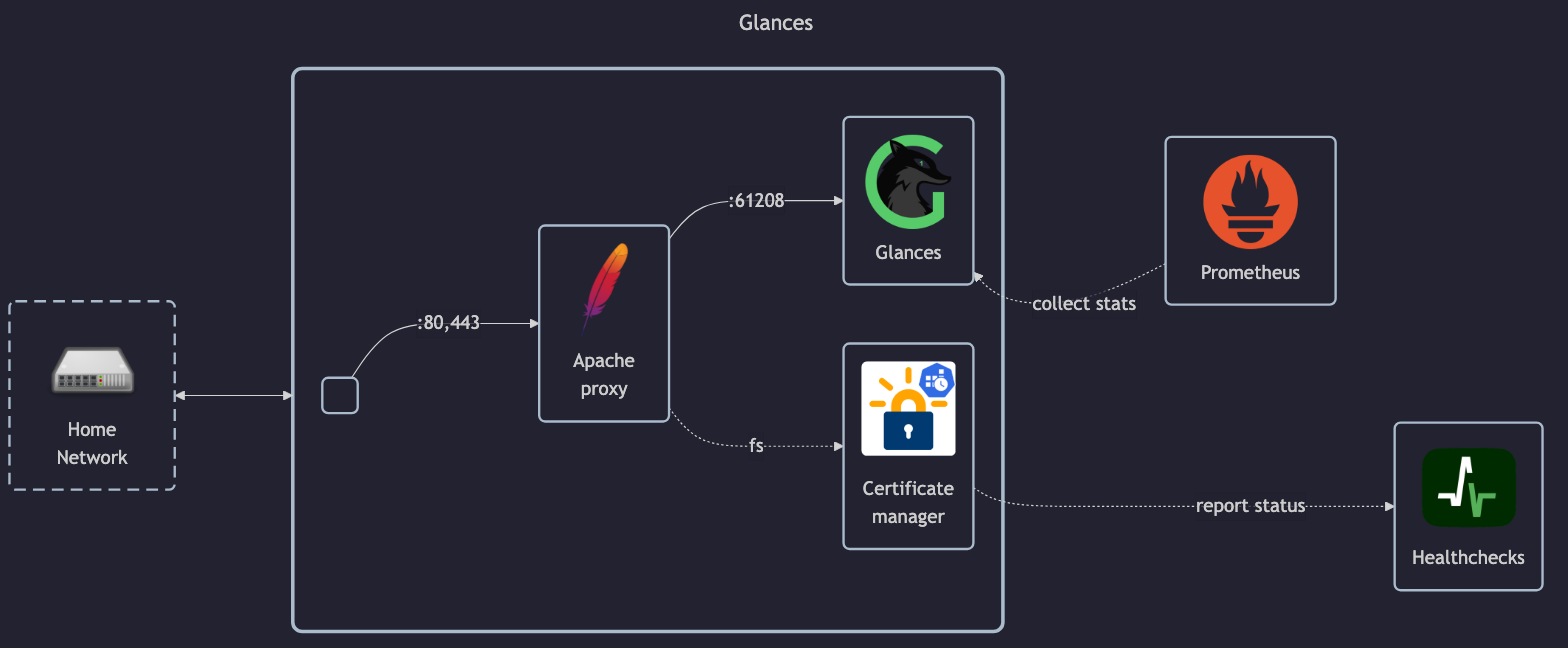 Glances
:61208
Glances
Prometheus
collect stats
:80,443
Apache
proxy
Home
Network
fs
Certificate
manager
report status
Healthchecks